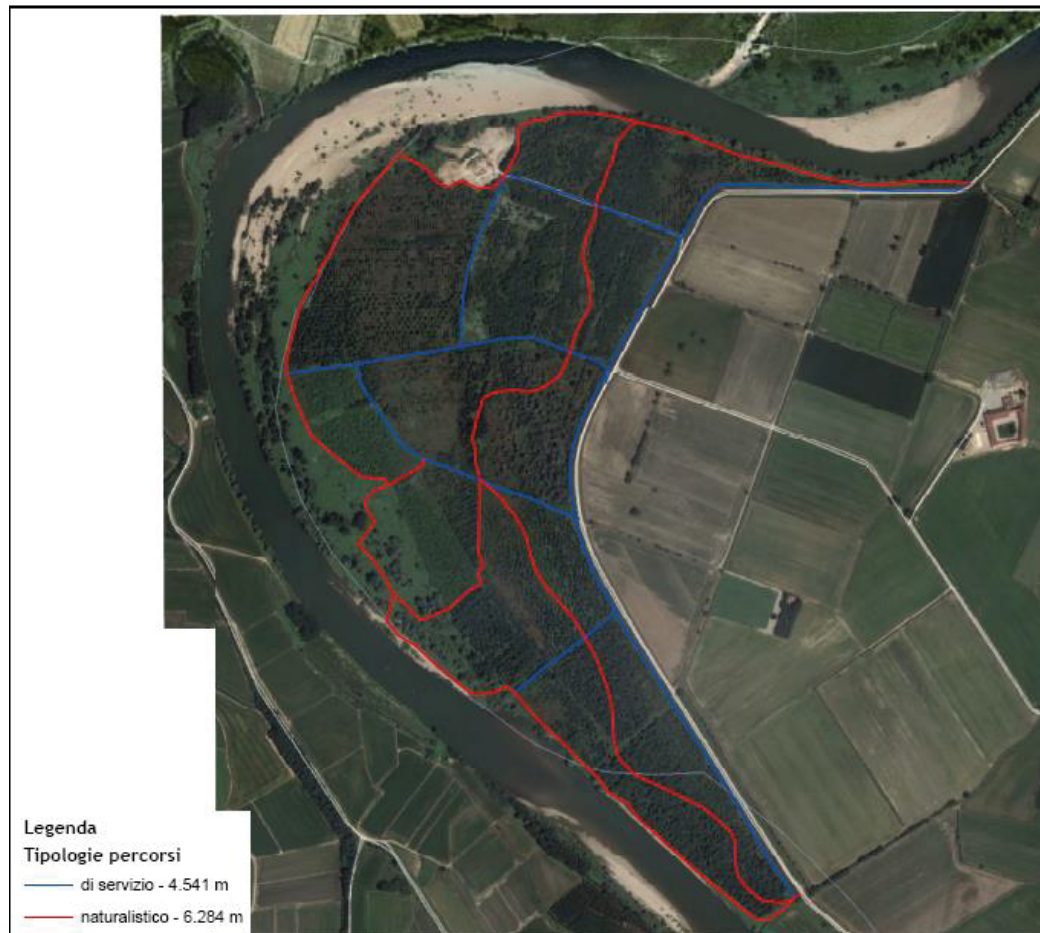 Legenda
Tipologie percorsi
di servizio - 4.541 m
naturalistico - 6.284 m